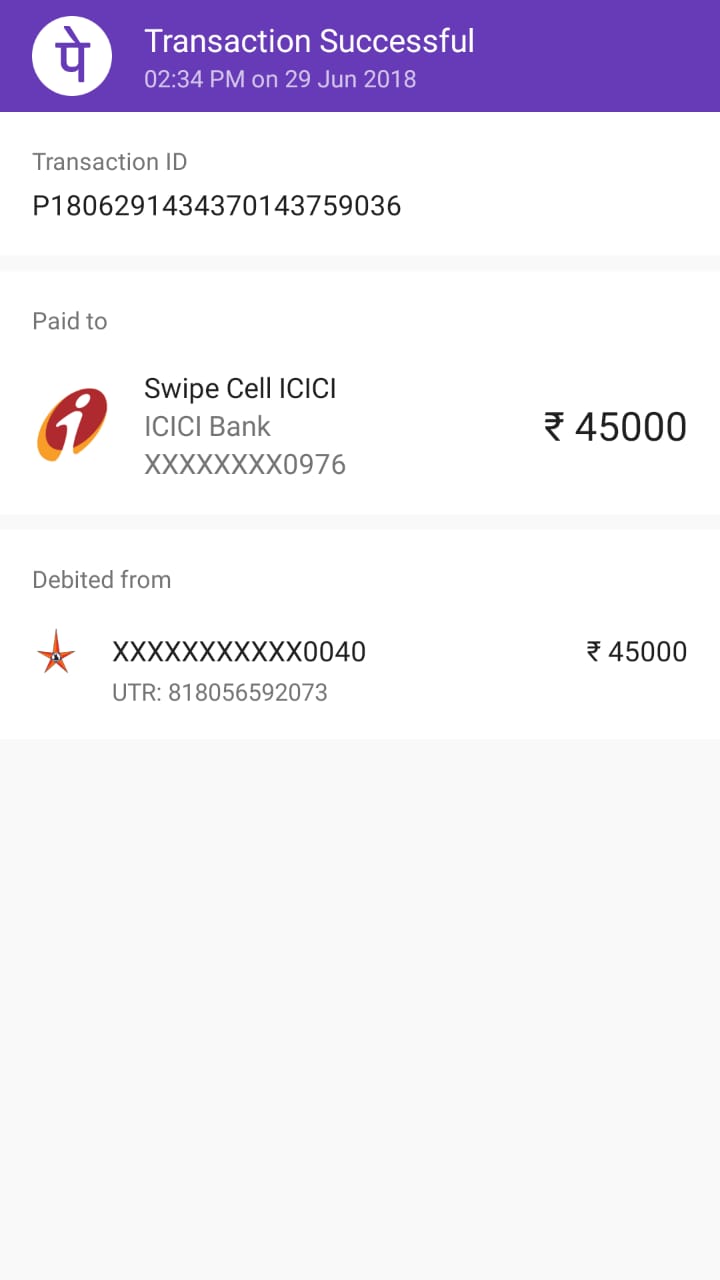 पे
Transaction Successful
02:34 PM on 29 Jun 2018
Transaction ID
P1806291434370143759036
Paid to
Swipe Cell ICICI
ICICI Bank
XXXXXXXX0976
₹ 45000
Debited from
XXXXXXXXXXX0040
₹ 45000
UTR: 818056592073